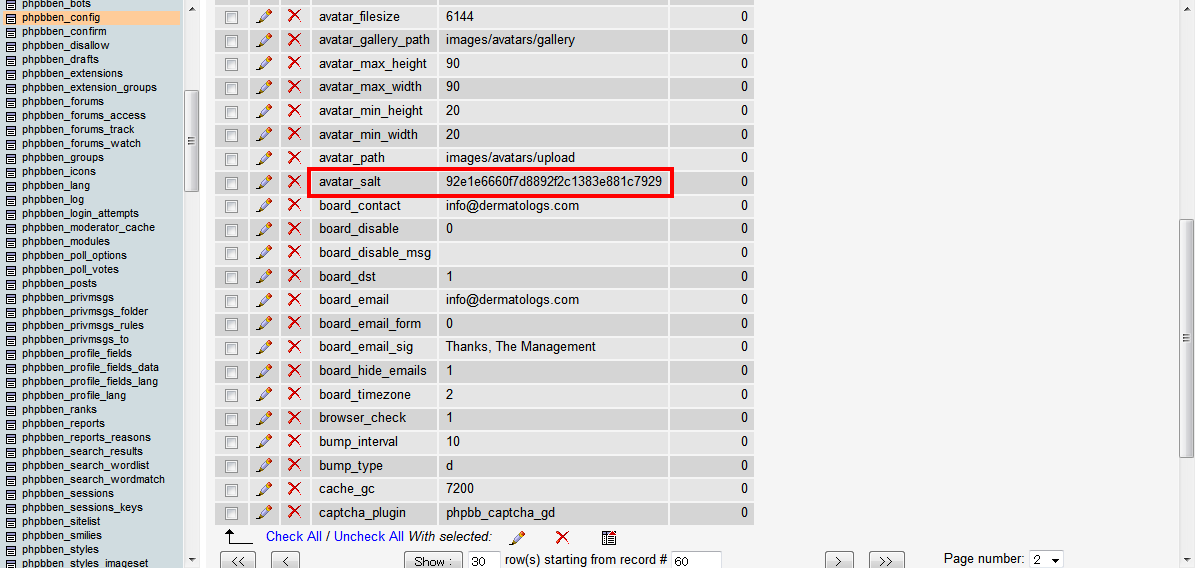 phpbben_bots
phpbben_config
phpbben_confirm
phpbben_disallow
phpbben_drafts
phpbben_extensions
phpbben_extension_groups
phpbben_forums
phpbben_forums_access
phpbben_forums_track
phpbben_forums_watch
phpbben_groups
phpbben_icons
phpbben_lang
phpbben_log
phpbben_login_attempts
phpbben_moderator_cache
phpbben_modules
phpbben_poll_options
phpbben_poll_votes
phpbben_posts
phpbben_privmsgs
phpbben_privmsgs_folder
phpbben_privmsgs_rules
phpbben_privmsgs_to
phpbben_profile_fields
phpbben_profile_fields_data
phpbben_profile_fields_lang
phpbben_profile_lang
phpbben_ranks
phpbben_reports
phpbben_reports_reasons
phpbben_search_results
phpbben_search_wordlist
phpbben_search_wordmatch
phpbben_sessions
phpbben_sessions_keys
phpbben_sitelist
phpbben_smilies
phpbben_styles
phpbben_styles_imageset
avatar_filesize 6144 0
avatar_gallery_path images/avatars/gallery 0
avatar_max_height 90 0
avatar_max_width 90 0
avatar_min_height 20 0
avatar_min_width 20 0
avatar_path images/avatars/upload 0
avatar_salt 92e1e6660f7d8892f2c1383e881c7929 0
board_contact info@dermatologs.com 0
board_disable 0 0
board_disable_msg 0
board_dst 1 0
board_email info@dermatologs.com 0
board_email_form 0 0
board_email_sig Thanks, The Management 0
board_hide_emails 1 0
board_timezone 2 0
browser_check 1 0
bump_interval 10 0
bump_type d 0
cache_gc 7200 0
captcha_plugin phpbb_captcha_gd 0
Check All / Uncheck All With selected:
<< < Show : 30 row(s) starting from record # 60 > >> Page number: 2